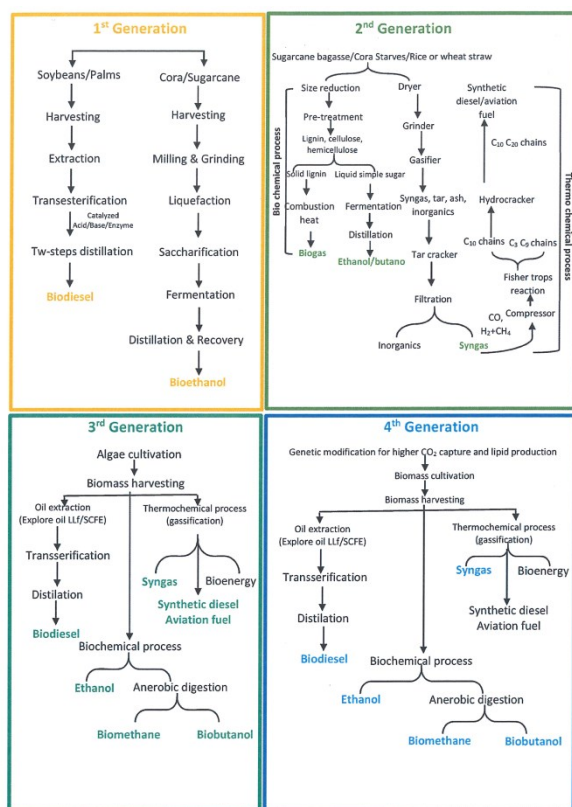 1st Generation
Soybeans/Palms
Harvesting
Extraction
Transesterification
Catalyzed
Acid/Base/Enzyme
Tw-steps distillation
Biodiesel
Cora/Sugarcane
Harvesting
Milling & Grinding
Liquefaction
Saccharification
Fermentation
Distillation & Recovery
Bioethanol
2nd Generation
Sugarcane bagasse/Cora Starves/Rice or wheat straw
Bio chemical process
Size reduction
Pre-treatment
Lignin, cellulose,
hemicellulose
Solid lignin
Combustion
heat
Biogas
Liquid simple sugar
Fermentation
Distillation
Ethanol/butano
Dryer
Grinder
Gasifier
Syngas, tar, ash,
inorganics
Tar cracker
Filtration
Inorganics
Syngas
CO,
H2+CH4
Compressor
Fisher trops
reaction
C10 chains
C3 C9 chains
Hydrocracker
C10 C20 chains
Synthetic
diesel/aviation
fuel
Thermo chemical process
3rd Generation
Algae cultivation
Biomass harvesting
Oil extraction
(Explore oil LLf/SCFE)
Transserification
Distilation
Biodiesel
Thermochemical process
(gassification)
Syngas
Bioenergy
Synthetic diesel
Aviation fuel
Biochemical process
Ethanol
Anerobic digestion
Biomethane
Biobutanol
4th Generation
Genetic modification for higher CO2 capture and lipid production
Biomass cultivation
Biomass harvesting
Oil extraction
(Explore oil LLf/SCFE)
Transserification
Distilation
Biodiesel
Thermochemical process
(gassification)
Syngas
Bioenergy
Synthetic diesel
Aviation fuel
Biochemical process
Ethanol
Anerobic digestion
Biomethane
Biobutanol